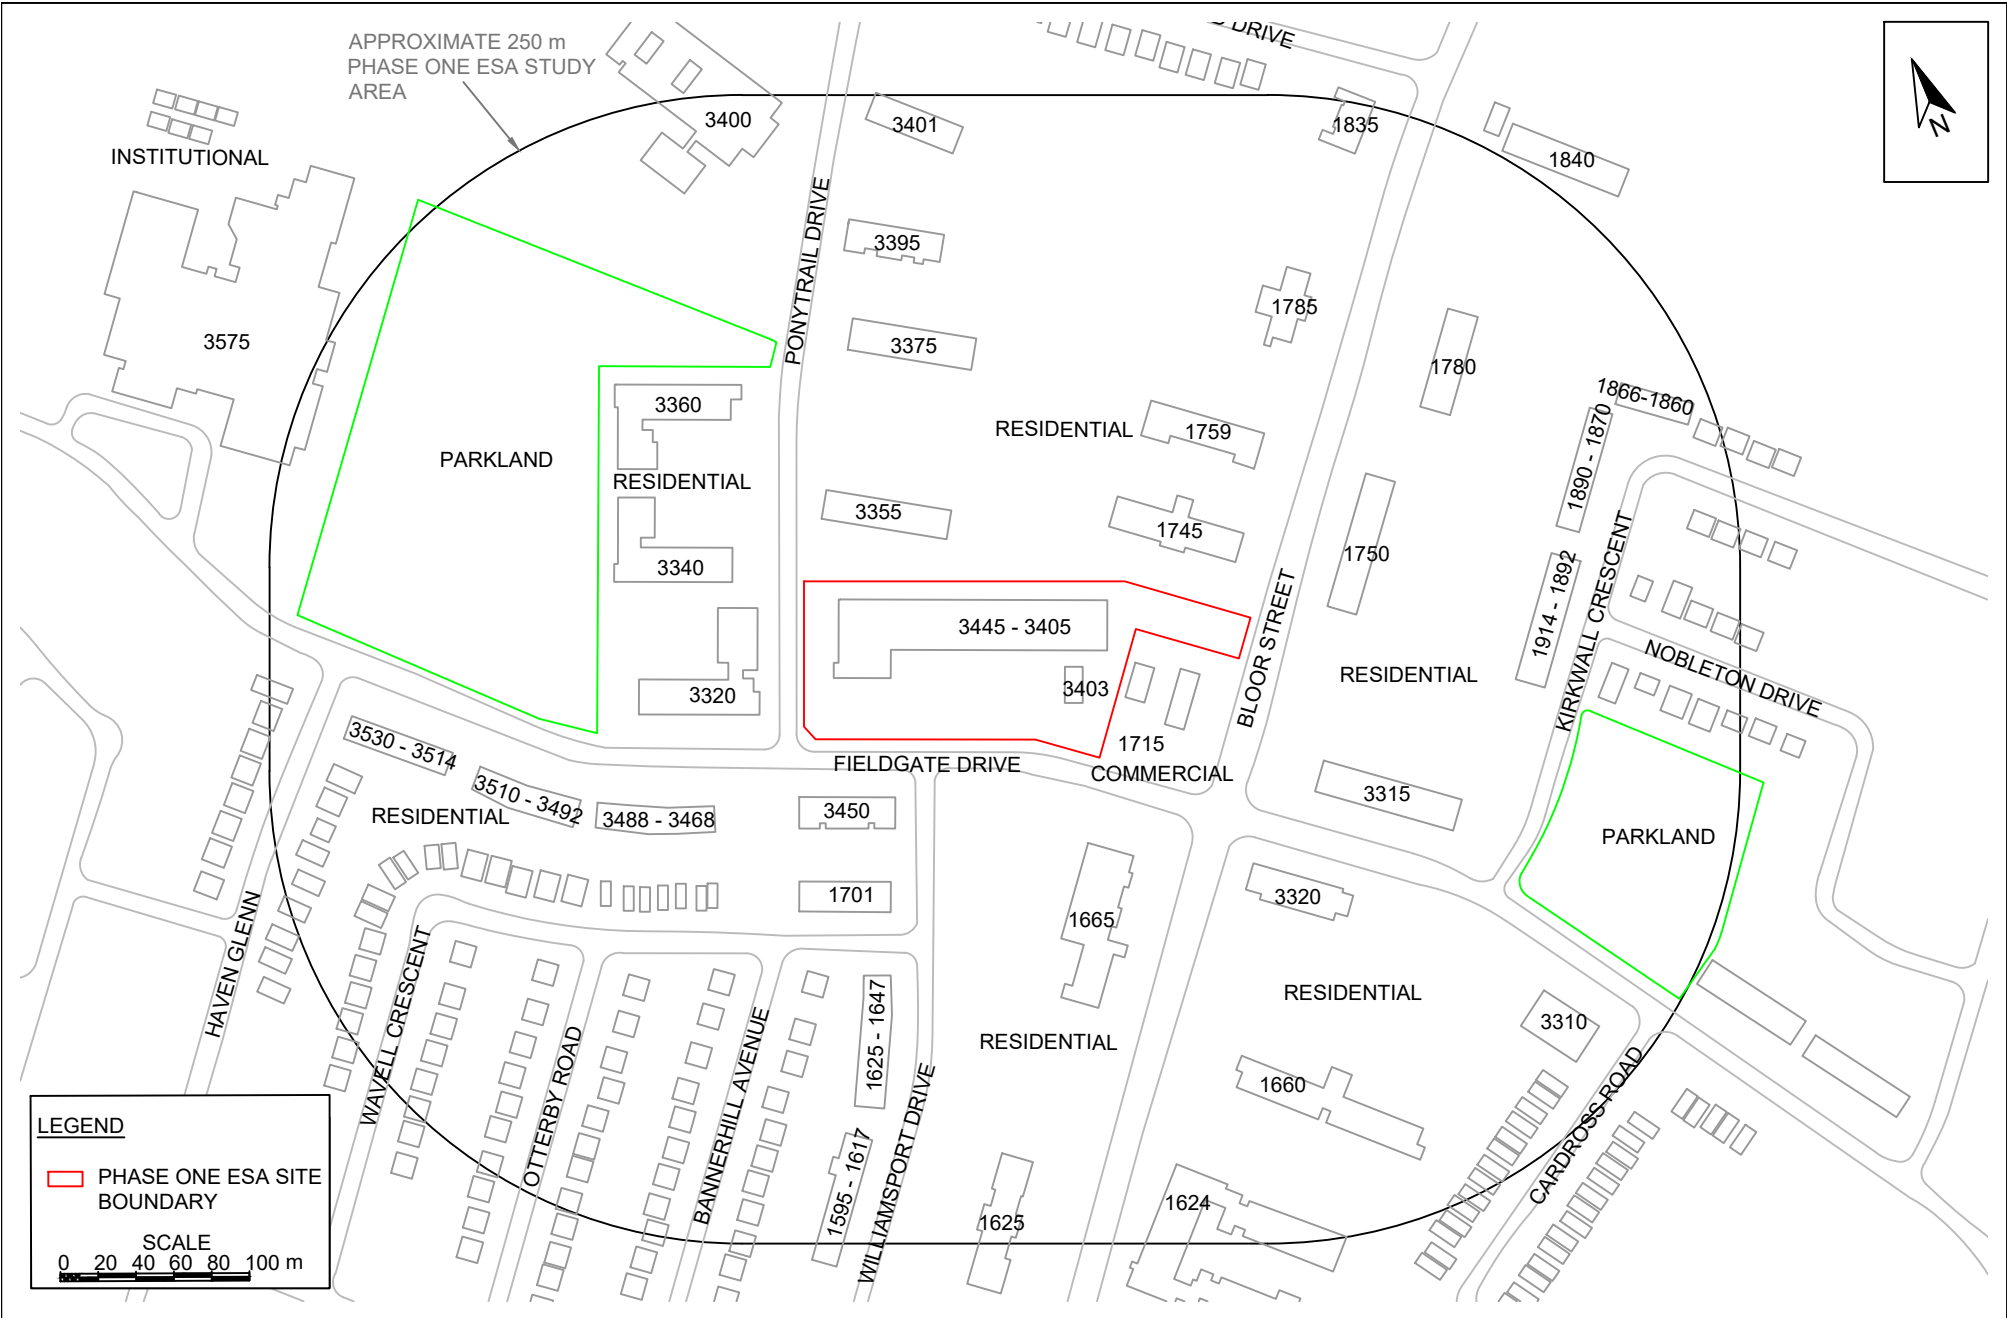 APPROXIMATE 250 m
PHASE ONE ESA STUDY
AREA
DRIVE
3400
3401
1835
1840
N
INSTITUTIONAL
3575
PONYTRAIL DRIVE
3395
3375
1785
1780
3360
PARKLAND
RESIDENTIAL
RESIDENTIAL
1759
1866-1860
1890 - 1870
3355
1745
1750
3340
1914 - 1892
KIRKWALL CRESCENT
3445 - 3405
BLOOR STREET
3403
3320
RESIDENTIAL
NOBLETON DRIVE
1715
COMMERCIAL
FIELDGATE DRIVE
3530 - 3514
3510 - 3492
3488 - 3468
RESIDENTIAL
3450
3315
PARKLAND
1701
1665
3320
HAVEN GLENN
WAVELL CRESCENT
OTTERBY ROAD
BANNERHILL AVENUE
1625 - 1647
RESIDENTIAL
RESIDENTIAL
3310
1660
CARDROSS ROAD
1595 - 1617
WILLIAMSPORT DRIVE
1625
1624
LEGEND
PHASE ONE ESA SITE
BOUNDARY
SCALE
0 20 40 60 80 100 m